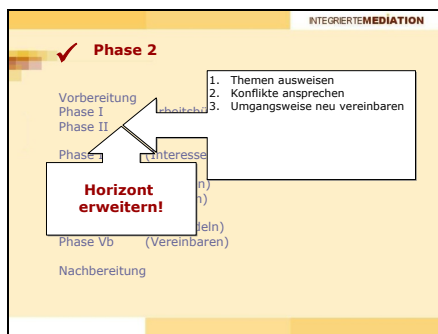 INTEGRIERTEMEDIATION
Phase 2
1. Themen ausweisen
2. Konflikte ansprechen
3. Umgangsweise neu vereinbaren
Vorbereitung
Phase I
Phase II
Phase
(Interesse
Horizont
erweitern!
Phase Vb (Vereinbaren)
Nachbereitung